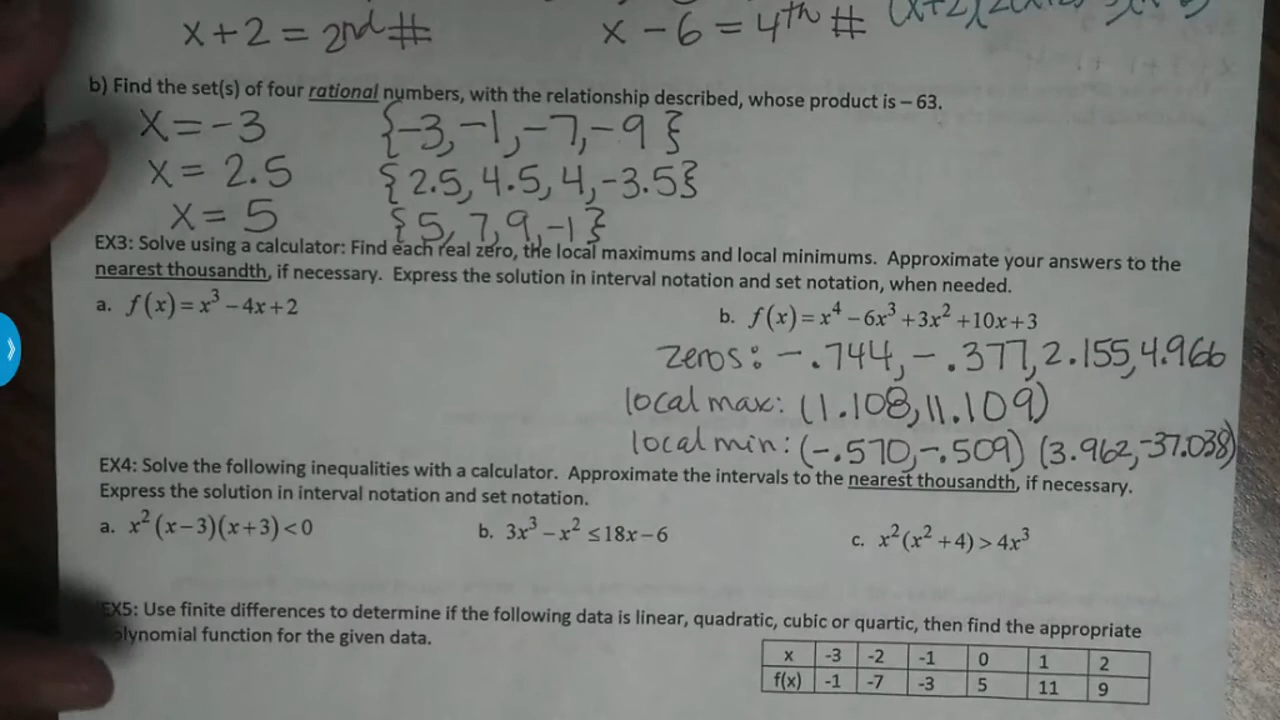 x+2 = 2nd #
x - 6 = 4th #
b) Find the set(s) of four rational numbers, with the relationship described, whose product is – 63.
x = -3 {-3, -1, -7, -9}
x = 2.5 {2.5, 4.5, 4, -3.5}
x = 5 {5, 7, 9, -1}
EX3: Solve using a calculator: Find each real zero, the local maximums and local minimums. Approximate your answers to the
nearest thousandth, if necessary. Express the solution in interval notation and set notation, when needed.
a. f(x) = x³ – 4x + 2
b. f(x) = x⁴ – 6x³ + 3x² + 10x + 3
zeros: -.744, -.377, 2.155, 4.966
local max: (1.108, 11.109)
local min: (-.570, -.509) (3.962, -37.038)
EX4: Solve the following inequalities with a calculator. Approximate the intervals to the nearest thousandth, if necessary.
Express the solution in interval notation and set notation.
a. x²(x – 3)(x + 3) < 0
b. 3x³ – x² ≤ 18x – 6
c. x²(x² + 4) > 4x³
EX5: Use finite differences to determine if the following data is linear, quadratic, cubic or quartic, then find the appropriate
olynomial function for the given data.
x -3 -2 -1 0 1 2
f(x) -1 -7 -3 5 11 9